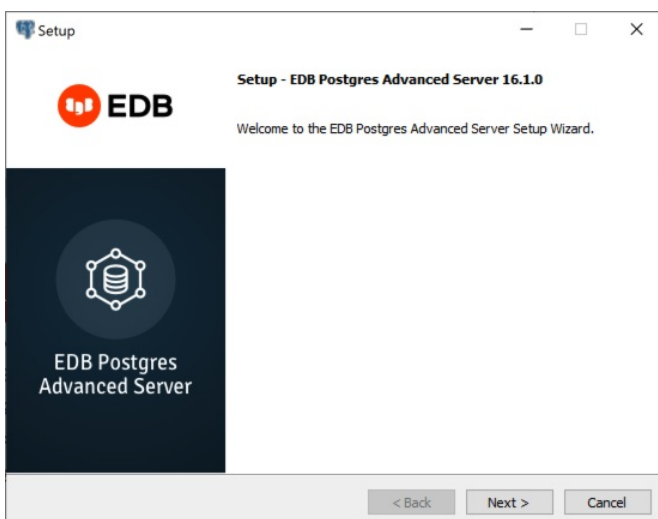 Setup
EDB
Setup - EDB Postgres Advanced Server 16.1.0
Welcome to the EDB Postgres Advanced Server Setup Wizard.
EDB Postgres
Advanced Server
< Back
Next >
Cancel